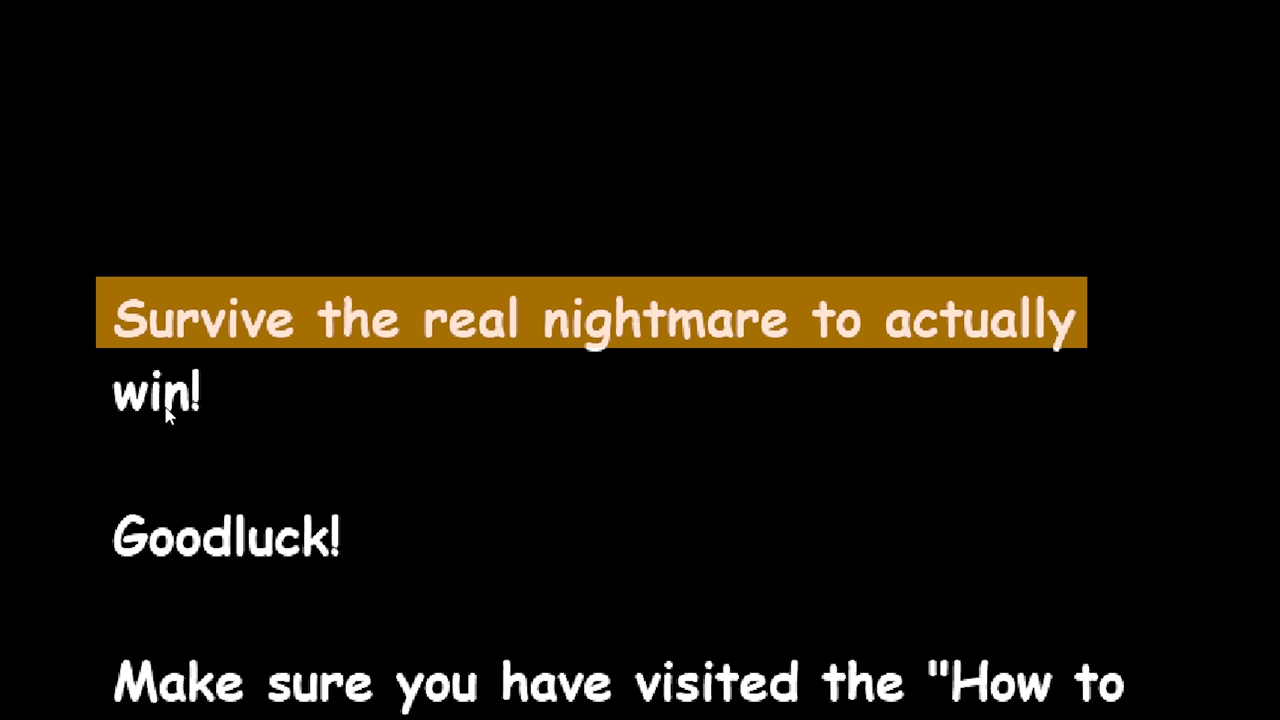 Survive the real nightmare to actually
win!
Goodluck!
Make sure you have visited the "How to